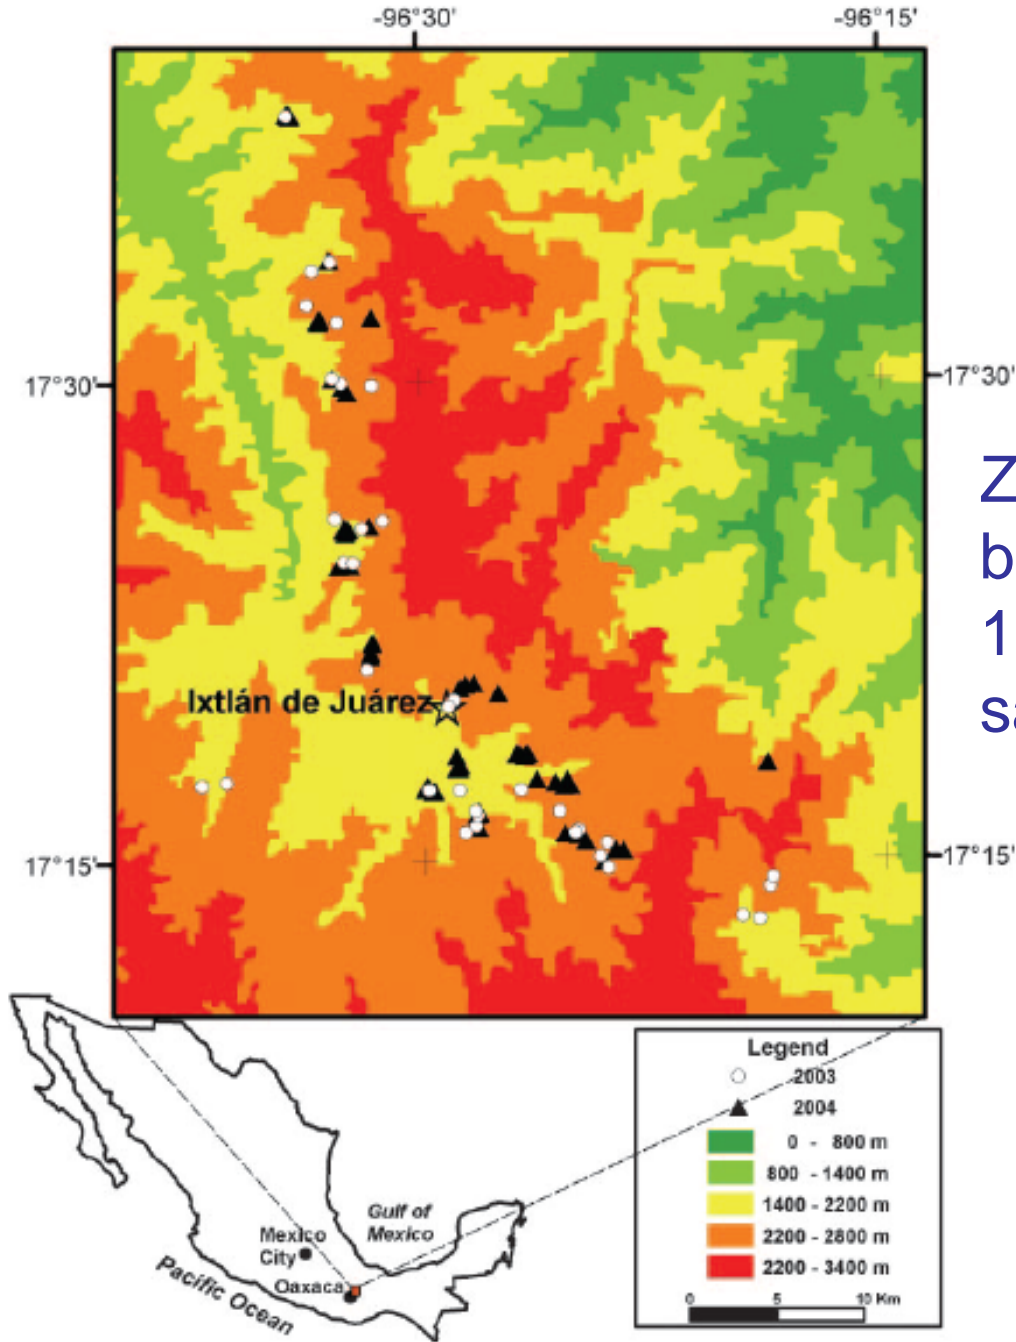 -96°30' -96°15'
17°30' 17°30'
Z
b
1
sa
Ixtlán de Juárez
17°15' 17°15'
Legend
2003
2004
0 - 800 m
800 - 1400 m
1400 - 2200 m
2200 - 2800 m
2200 - 3400 m
0 5 10 Km
Gulf of
Mexico
Mexico
City
Oaxaca
Pacific Ocean